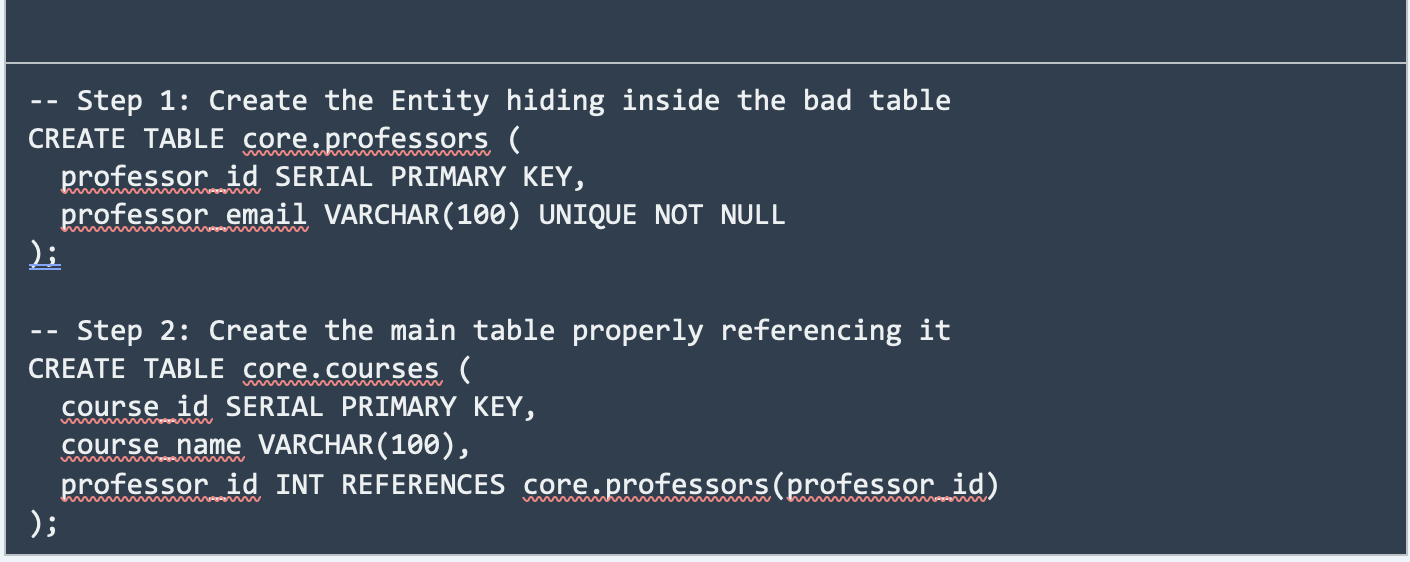 -- Step 1: Create the Entity hiding inside the bad table
CREATE TABLE core.professors (
  professor_id SERIAL PRIMARY KEY,
  professor_email VARCHAR(100) UNIQUE NOT NULL
);

-- Step 2: Create the main table properly referencing it
CREATE TABLE core.courses (
  course_id SERIAL PRIMARY KEY,
  course_name VARCHAR(100),
  professor_id INT REFERENCES core.professors(professor_id)
);